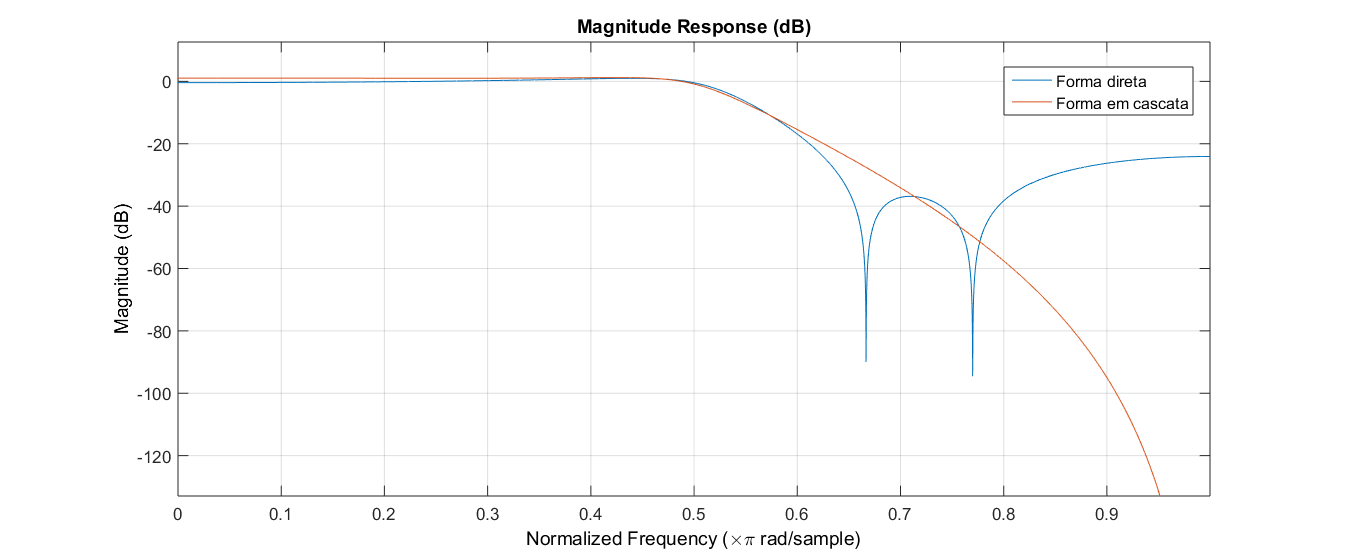 Magnitude Response (dB)
Forma direta
Forma em cascata
Magnitude (dB)
0
-20
-40
-60
-80
-100
-120
0 0.1 0.2 0.3 0.4 0.5 0.6 0.7 0.8 0.9
Normalized Frequency (×π rad/sample)